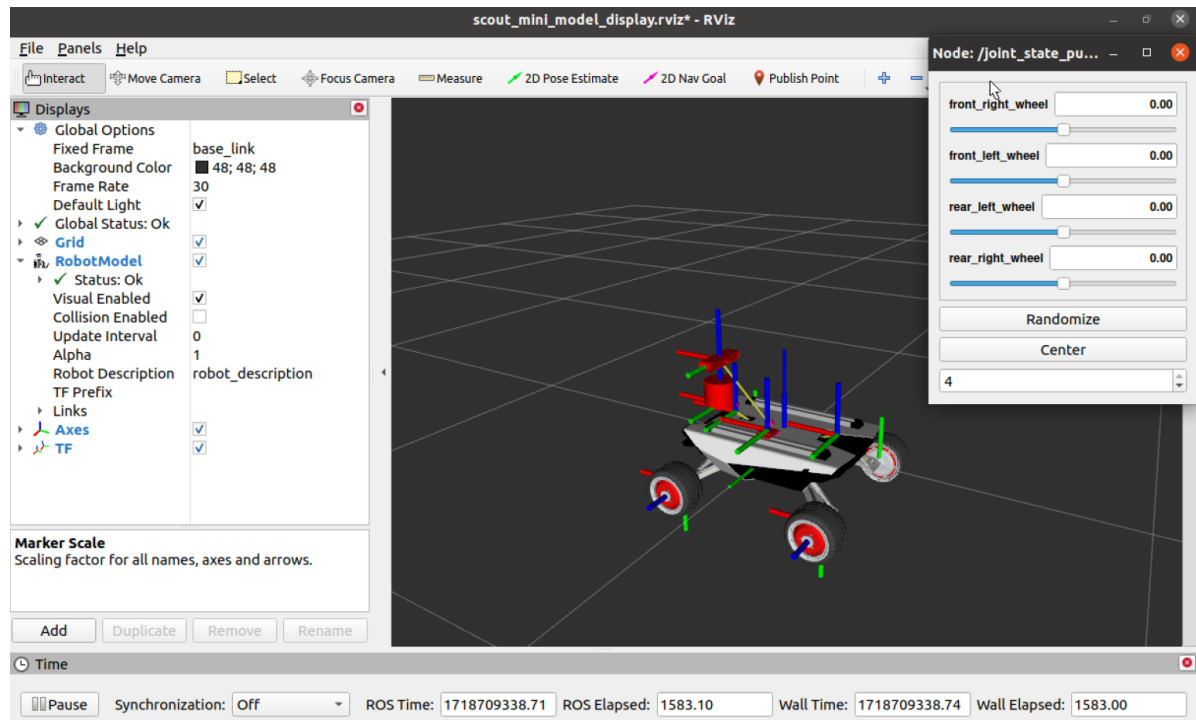 scout_mini_model_display.rviz* - RViz
File Panels Help
Interact Move Camera Select Focus Camera Measure 2D Pose Estimate 2D Nav Goal Publish Point
Displays
Global Options
Fixed Frame base_link
Background Color 48; 48; 48
Frame Rate 30
Default Light
Global Status: Ok
Grid
RobotModel
Status: Ok
Visual Enabled
Collision Enabled
Update Interval 0
Alpha 1
Robot Description robot_description
TF Prefix
Links
Axes
TF
Marker Scale
Scaling factor for all names, axes and arrows.
Add Duplicate Remove Rename
Node: /joint_state_pu...
front_right_wheel 0.00
front_left_wheel 0.00
rear_left_wheel 0.00
rear_right_wheel 0.00
Randomize
Center
4
Time
Pause Synchronization: Off ROS Time: 1718709338.71 ROS Elapsed: 1583.10 Wall Time: 1718709338.74 Wall Elapsed: 1583.00